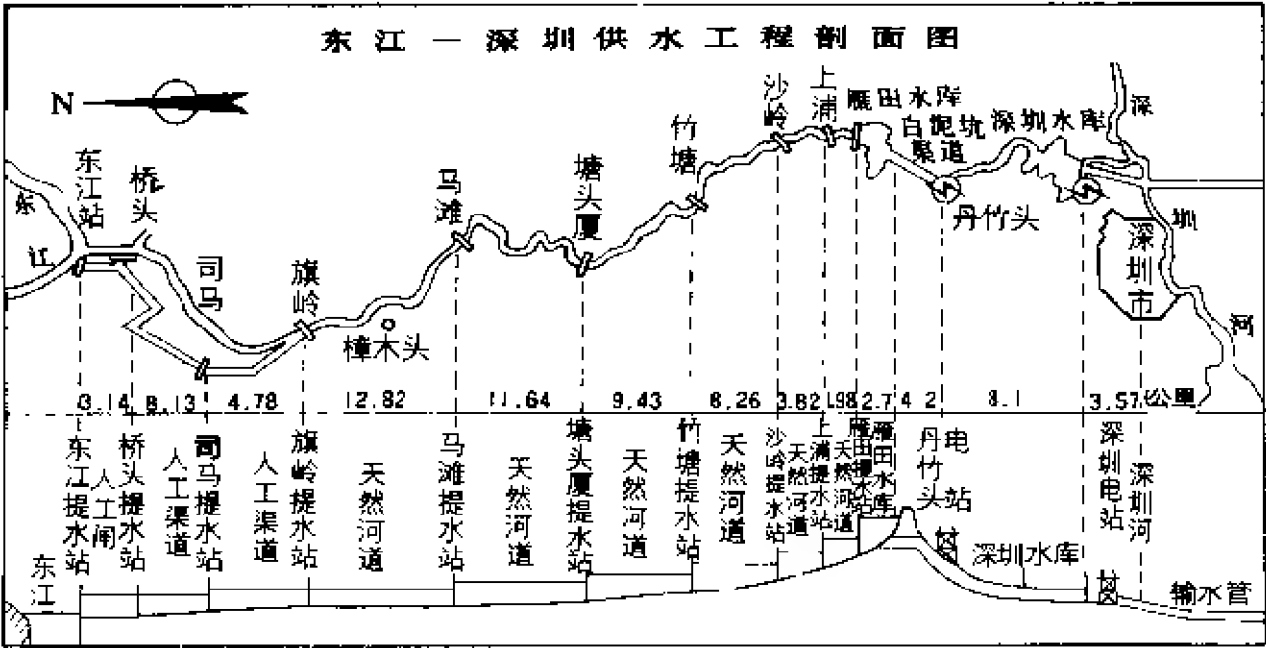 东江—深圳供水工程剖面图
N
东江
东江站
桥头
司马
旗岭
樟木头
马滩
塘头厦
竹塘
沙岭
上浦
雁田水库
白泥坑
渠道
深圳水库
丹竹头
深圳市
深圳河
3.14 8.13 4.78 12.82 11.64 9.43 8.26 3.82 1.98 2.7 4.2 8.1 3.57公里
东江
东江提水站
人工闸
桥头提水站
人工渠道
司马提水站
人工渠道
旗岭提水站
天然河道
马滩提水站
天然河道
塘头厦提水站
天然河道
竹塘提水站
天然河道
沙岭提水站
天然河道
上浦提水站
天然河道
雁田提水站
雁田水库
丹竹头
电站
深圳水库
深圳电站
深圳河
输水管